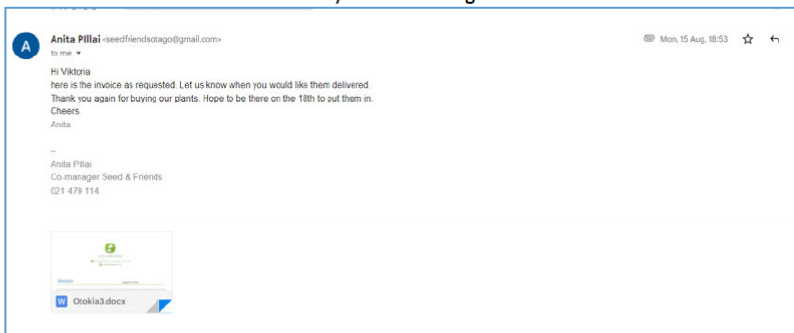 A
Anita PIllai <seedfriendsotago@gmail.com>
Mon, 15 Aug, 18:53
to me
Hi Viktoria
here is the invoice as requested. Let us know when you would like them delivered.
Thank you again for buying our plants. Hope to be there on the 18th to put them in.
Cheers
Anita
--
Anita Pillai
Co-manager Seed & Friends
021 479 114
W Otokia3.docx